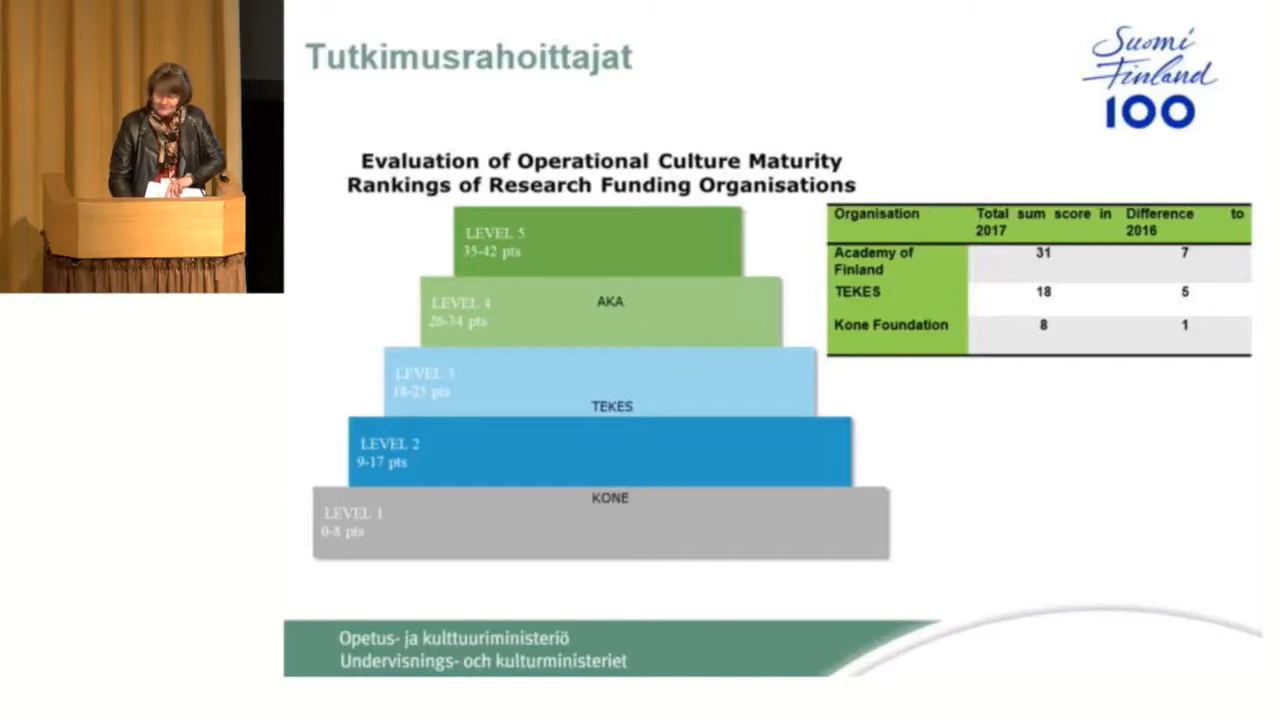 Tutkimusrahoittajat
Suomi
Finland
100
Evaluation of Operational Culture Maturity
Rankings of Research Funding Organisations
LEVEL 5
35-42 pts
LEVEL 4
26-34 pts
AKA
LEVEL 3
18-25 pts
TEKES
LEVEL 2
9-17 pts
KONE
LEVEL 1
0-8 pts
Organisation Total sum score in 2017 Difference to 2016
Academy of Finland 31 7
TEKES 18 5
Kone Foundation 8 1
Opetus- ja kulttuuriministeriö
Undervisnings- och kulturministeriet